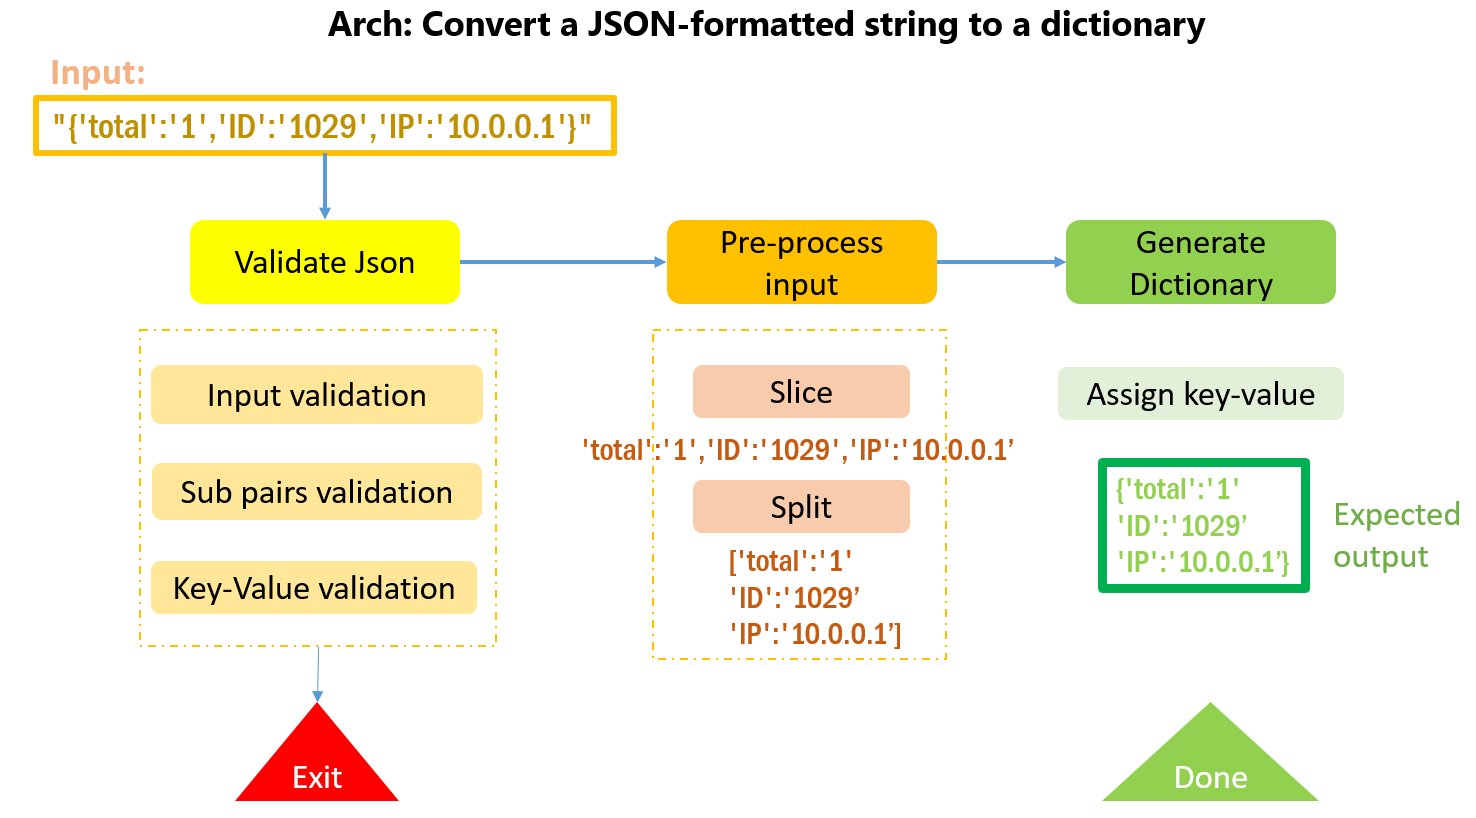 Arch: Convert a JSON-formatted string to a dictionary
Input:
"{'total':'1','ID':'1029','IP':'10.0.0.1'}"
Validate Json
Pre-process
input
Generate
Dictionary
Input validation
Sub pairs validation
Key-Value validation
Exit
Slice
'total':'1','ID':'1029','IP':'10.0.0.1’
Split
['total':'1'
'ID':'1029’
'IP':'10.0.0.1’]
Assign key-value
{'total':'1'
'ID':'1029’
'IP':'10.0.0.1’}
Expected
output
Done